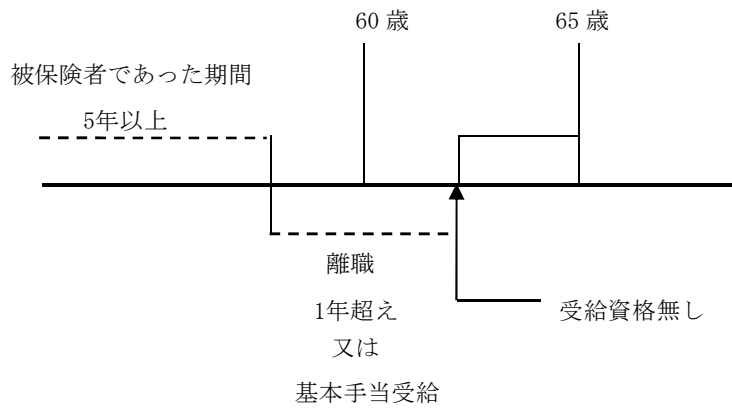 60 歳
65 歳
被保険者であった期間
5年以上
離職
1年超え
又は
基本手当受給
受給資格無し